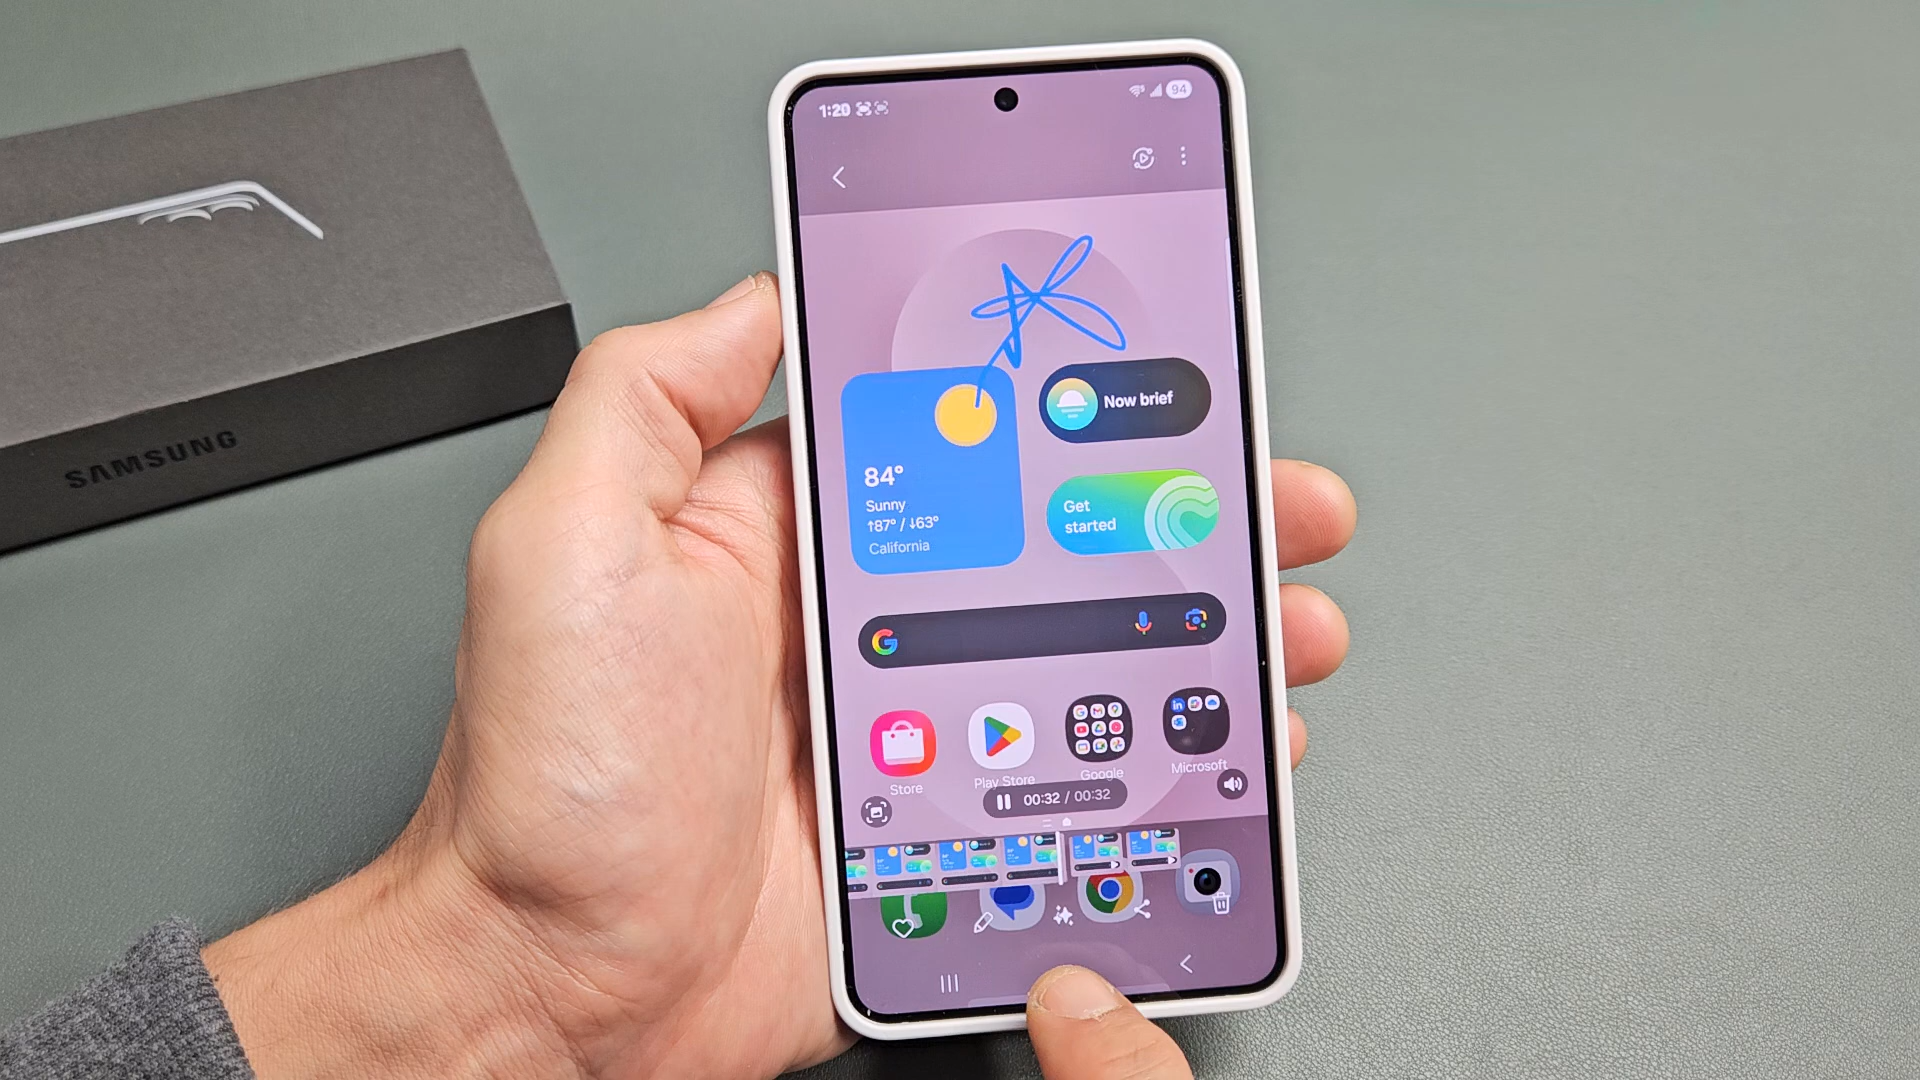 SAMSUNG
1:20
94
Now brief
84°
Sunny
↑87° / ↓63°
California
Get
started
Store
Play Store
Google
Microsoft
00:32 / 00:32